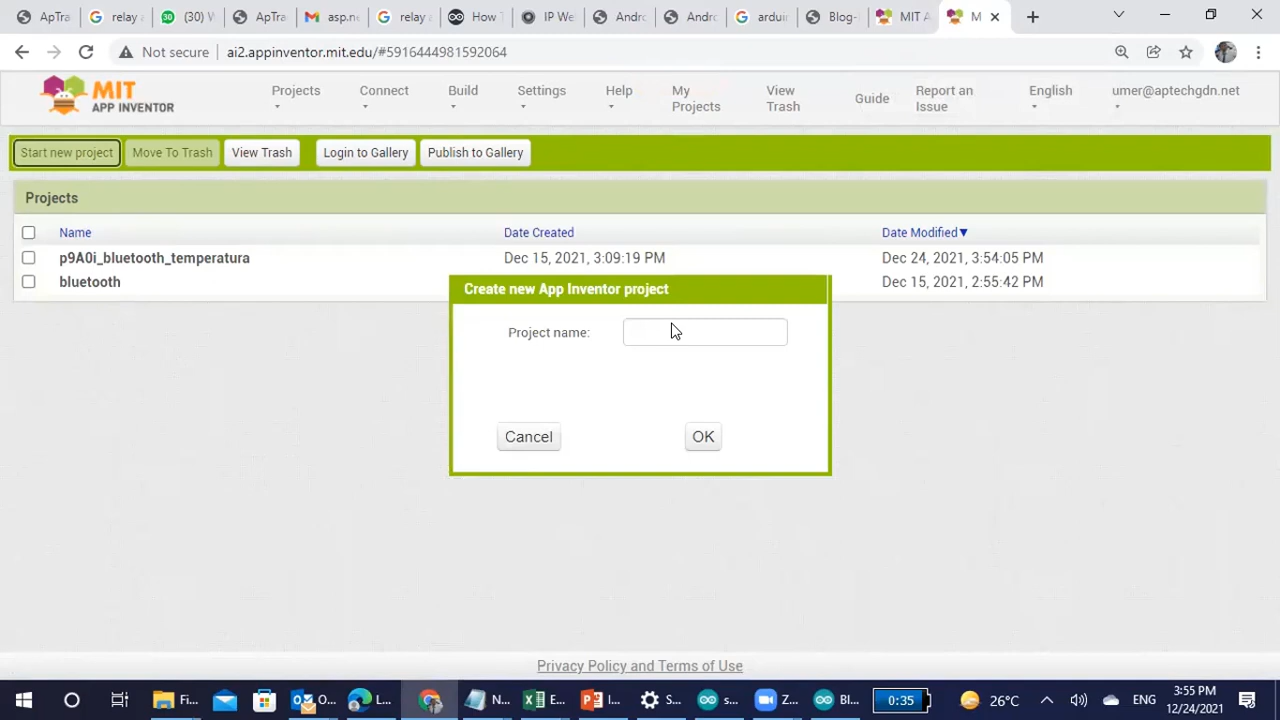 ApTra
relay a
(30) W
ApTra
asp.ne
relay a
How T
IP We
Andro
Andro
arduin
Blog-
MIT A
M
Not secure
ai2.appinventor.mit.edu/#5916444981592064
MIT
APP INVENTOR
Projects
Connect
Build
Settings
Help
My Projects
View Trash
Guide
Report an Issue
English
umer@aptechgdn.net
Start new project
Move To Trash
View Trash
Login to Gallery
Publish to Gallery
Projects
Name Date Created Date Modified
p9A0i_bluetooth_temperatura Dec 15, 2021, 3:09:19 PM Dec 24, 2021, 3:54:05 PM
bluetooth Dec 15, 2021, 2:55:42 PM
Create new App Inventor project
Project name:
Cancel
OK
Privacy Policy and Terms of Use
Fi...
O...
L...
N...
E...
I...
S...
s...
Z...
Bl...
0:35
26°C
ENG
3:55 PM
12/24/2021